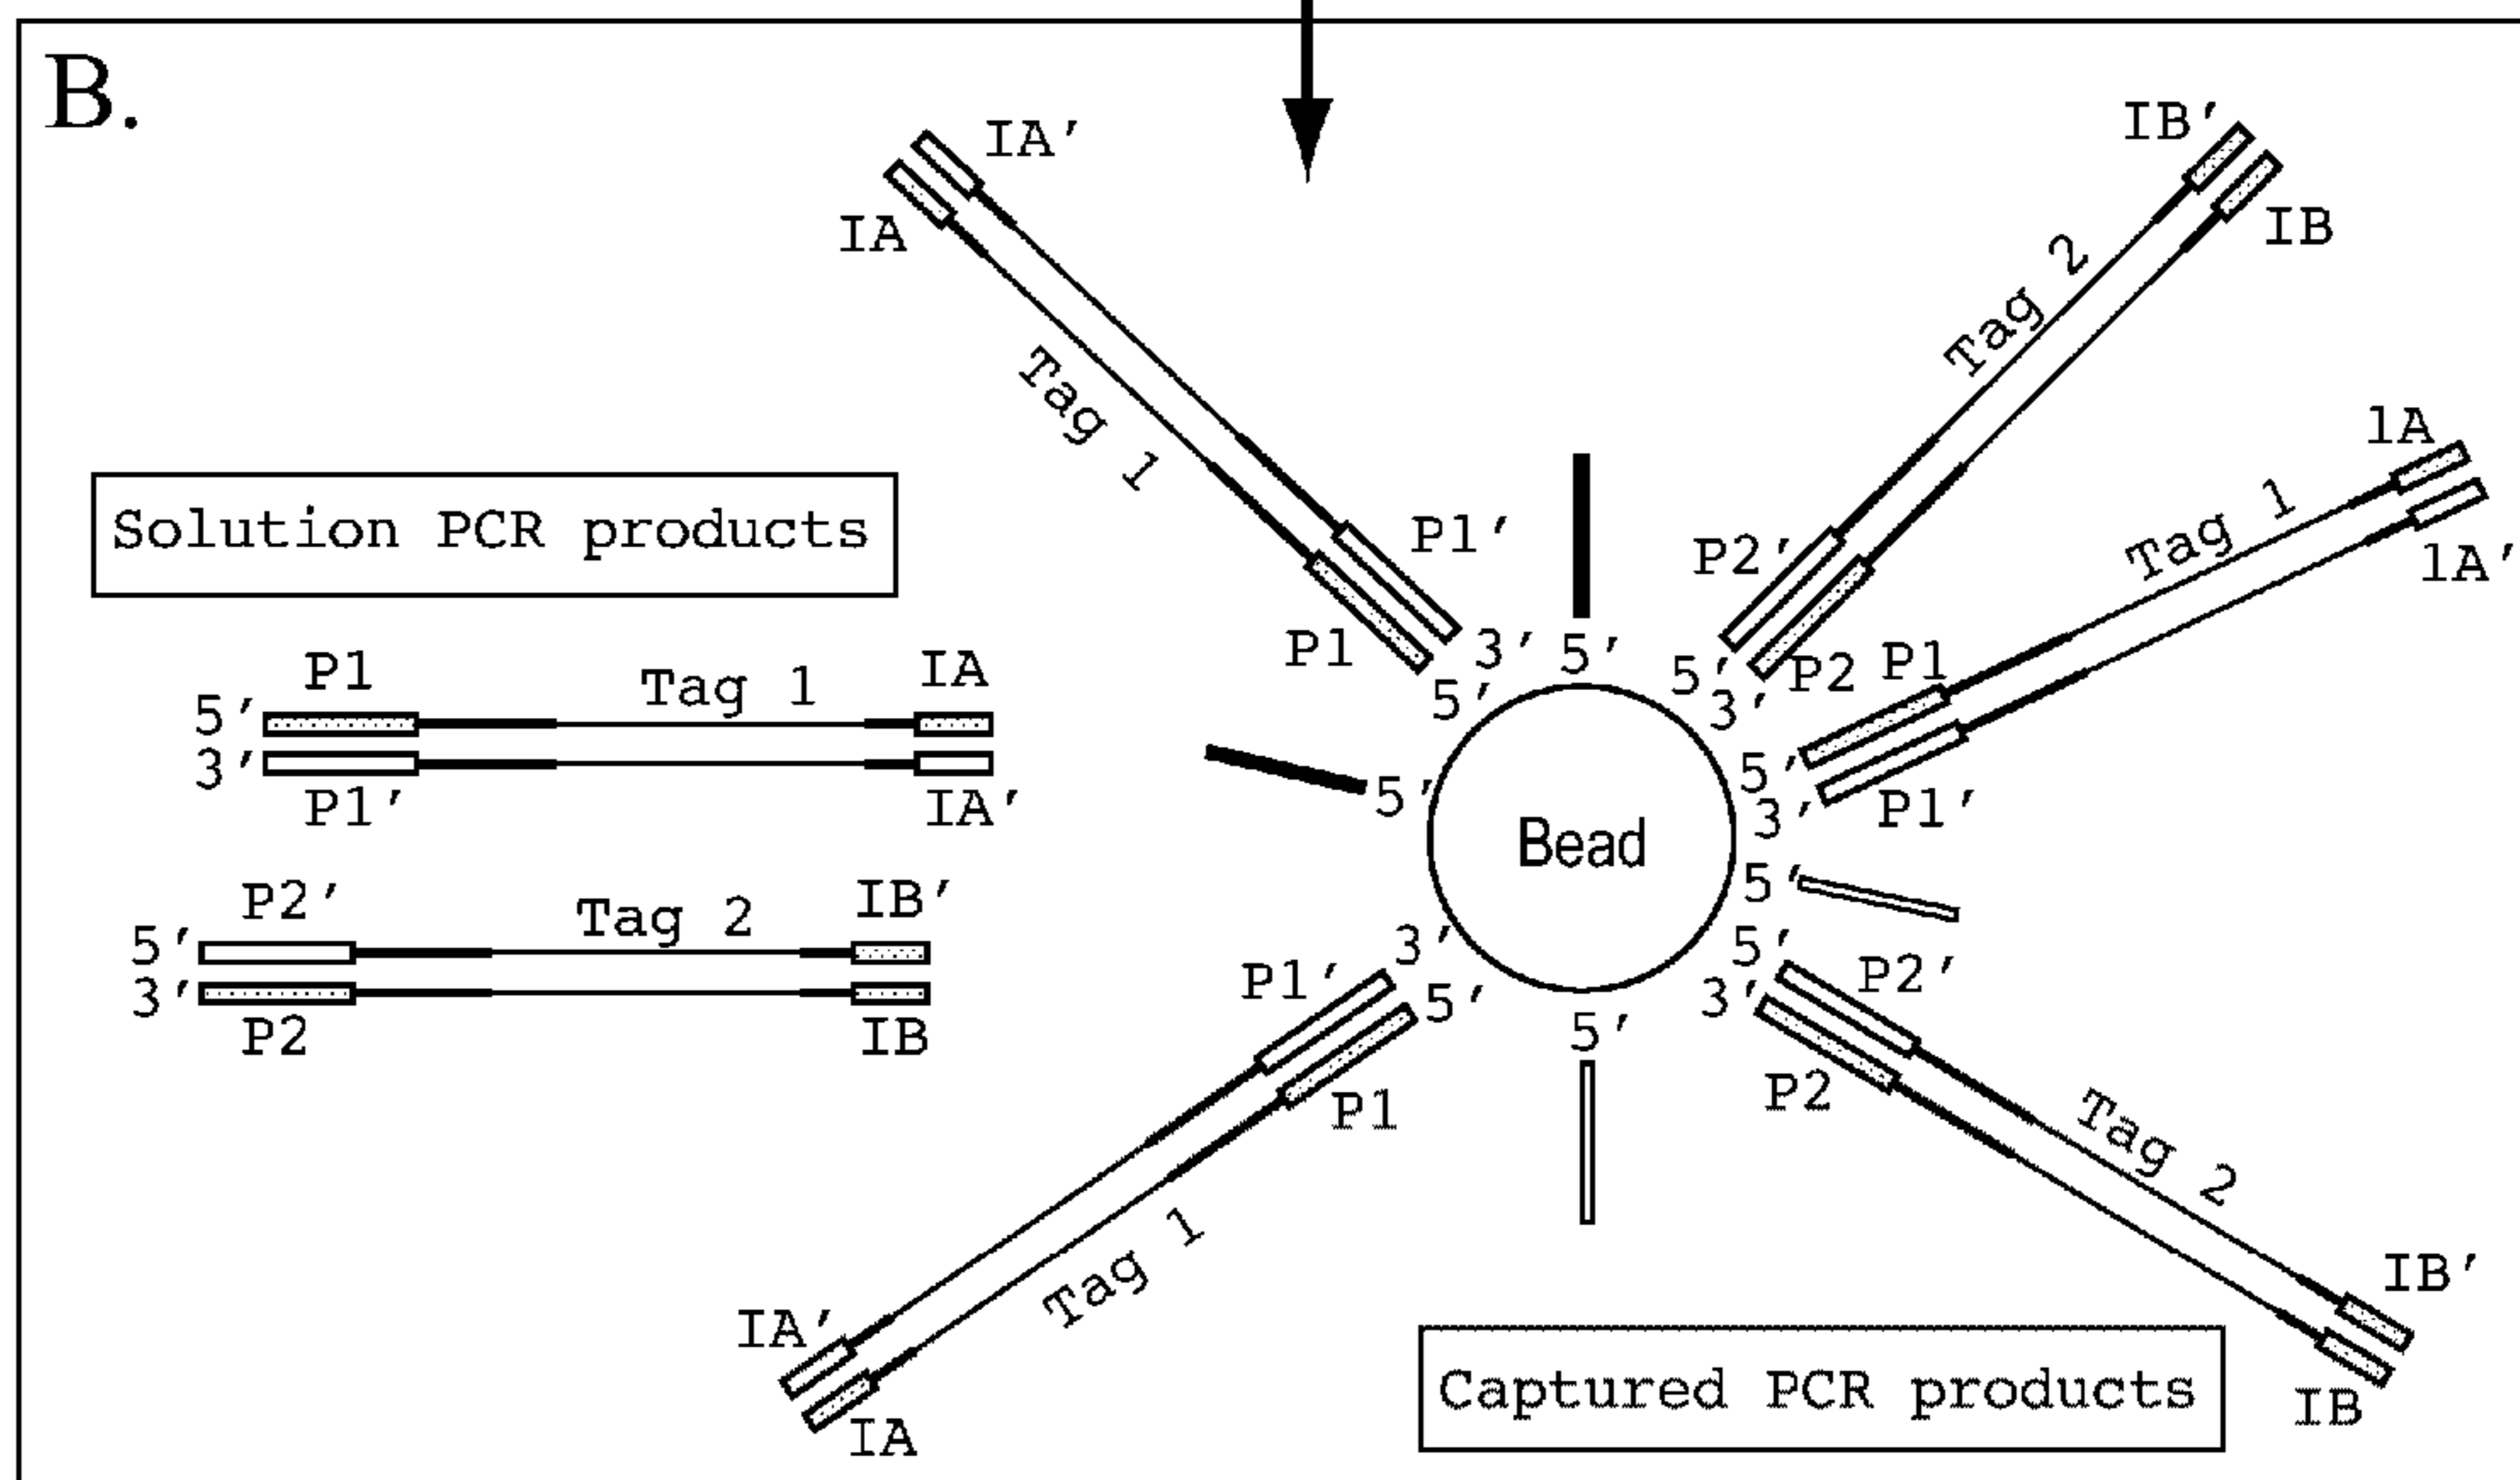 B.
IA'
IA
Tag 1
P1'
P1
3'
5'
5'
IB'
IB
Tag 2
P2'
P2
5'
3'
1A
1A'
Tag 1
P1
P1'
5'
3'
Solution PCR products
P1
Tag 1
IA
5'
3'
P1'
IA'
P2'
Tag 2
IB'
5'
3'
P2
IB
5'
Bead
5'
3'
5'
P1'
P1
Tag 1
IA'
IA
5'
5'
3'
P2'
P2
Tag 2
IB'
IB
Captured PCR products